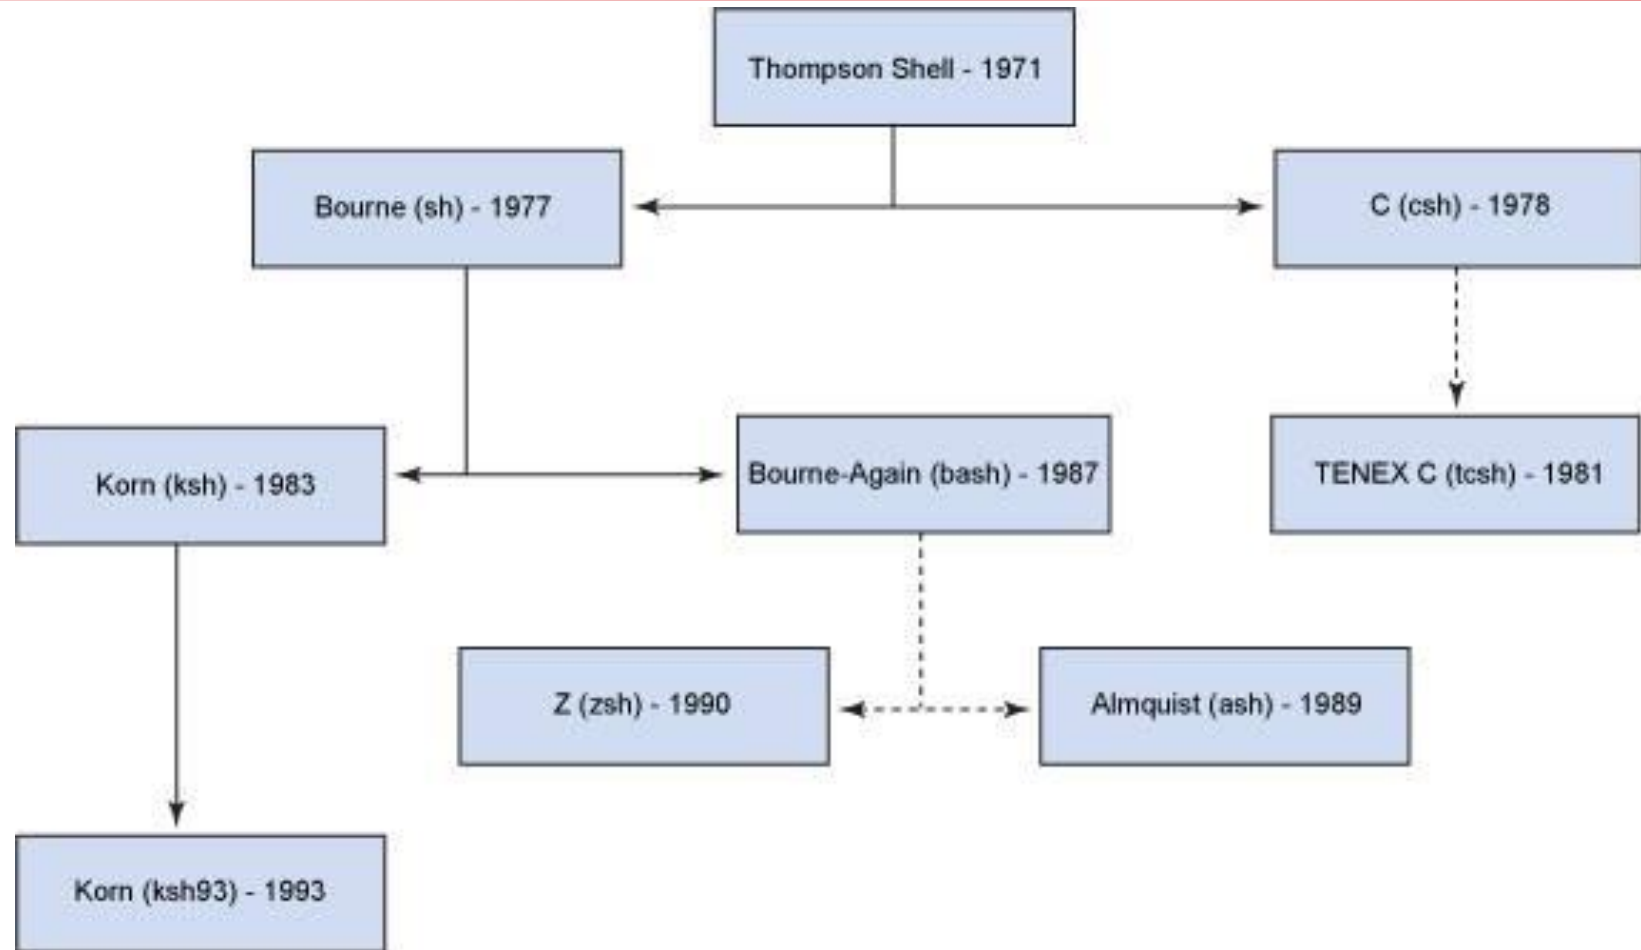 Thompson Shell - 1971
Bourne (sh) - 1977
C (csh) - 1978
Korn (ksh) - 1983
Bourne-Again (bash) - 1987
TENEX C (tcsh) - 1981
Z (zsh) - 1990
Almquist (ash) - 1989
Korn (ksh93) - 1993